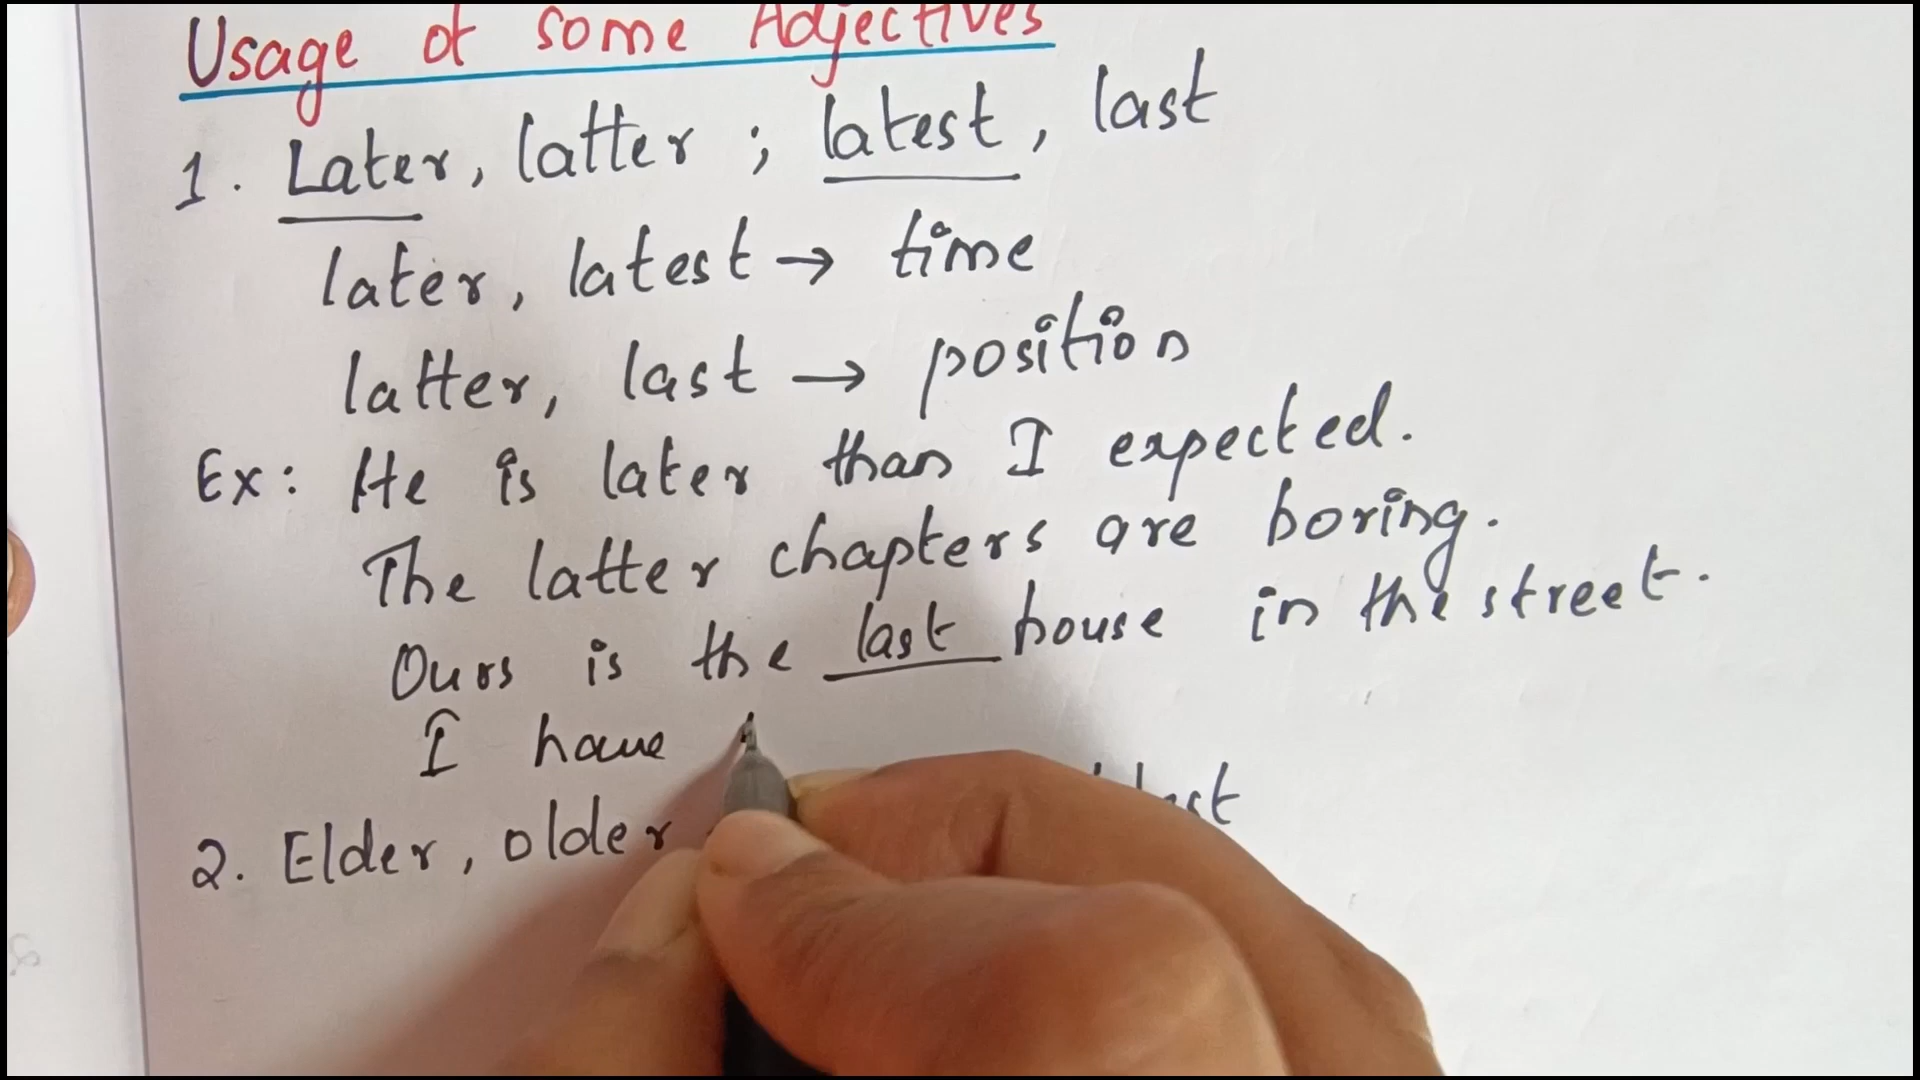 Usage of some Adjectives
1. Later, latter ; latest, last
later, latest → time
latter, last → position
Ex: He is later than I expected.
The latter chapters are boring.
Ours is the last house in the street.
I have
2. Elder, older